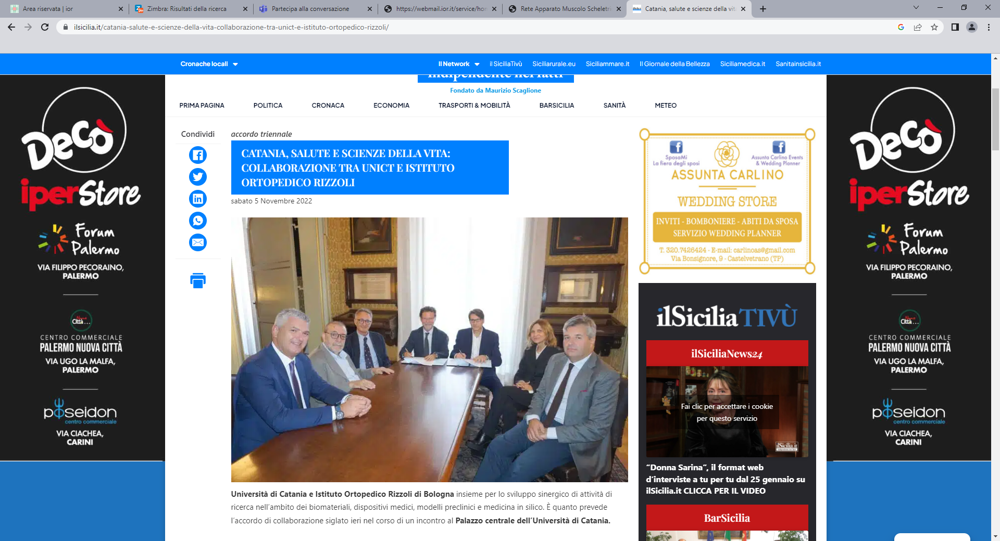 Area riservata | ior
Zimbra: Risultati della ricerca
Partecipa alla conversazione
https://webmail.ior.it/service/hor
Rete Apparato Muscolo Scheletri
Catania, salute e scienze della vit
ilsicilia.it/catania-salute-e-scienze-della-vita-collaborazione-tra-unict-e-istituto-ortopedico-rizzoli/
Cronache locali
Il Network
il SiciliaTivù
Siciliarurale.eu
Siciliammare.it
Il Giornale della Bellezza
Siciliamedica.it
Sanitainsicilia.it
Indipendente nei fatti
Fondato da Maurizio Scaglione
PRIMA PAGINA
POLITICA
CRONACA
ECONOMIA
TRASPORTI & MOBILITÀ
BARSICILIA
SANITÀ
METEO
DeCÒ
iperStore
Forum
Palermo
VIA FILIPPO PECORAINO,
PALERMO
Nuova
Città...
CENTRO COMMERCIALE
PALERMO NUOVA CITTÀ
VIA UGO LA MALFA,
PALERMO
poseidon
centro commerciale
VIA CIACHEA,
CARINI
Condividi
accordo triennale
CATANIA, SALUTE E SCIENZE DELLA VITA:
COLLABORAZIONE TRA UNICT E ISTITUTO
ORTOPEDICO RIZZOLI
sabato 5 Novembre 2022
Università di Catania e Istituto Ortopedico Rizzoli di Bologna insieme per lo sviluppo sinergico di attività di
ricerca nell’ambito dei biomateriali, dispositivi medici, modelli preclinici e medicina in silico. È quanto prevede
l’accordo di collaborazione siglato ieri nel corso di un incontro al Palazzo centrale dell’Università di Catania.
SposaMi
La fiera degli sposi
Assunta Carlino Events
& Wedding Planner
ASSUNTA CARLINO
WEDDING STORE
INVITI - BOMBONIERE - ABITI DA SPOSA
SERVIZIO WEDDING PLANNER
T. 320.7426424 - E-mail: carlinoas@gmail.com
Via Bonsignore, 9 - Castelvetrano (TP)
ilSiciliaTIVÙ
ilSiciliaNews24
Fai clic per accettare i cookie
per questo servizio
ilSicilia.it
“Donna Sarina”, il format web
d’interviste a tu per tu dal 25 gennaio su
ilSicilia.it CLICCA PER IL VIDEO
BarSicilia
DeCÒ
iperStore
Forum
Palermo
VIA FILIPPO PECORAINO,
PALERMO
Nuova
Città...
CENTRO COMMERCIALE
PALERMO NUOVA CITTÀ
VIA UGO LA MALFA,
PALERMO
poseidon
centro commerciale
VIA CIACHEA,
CARINI